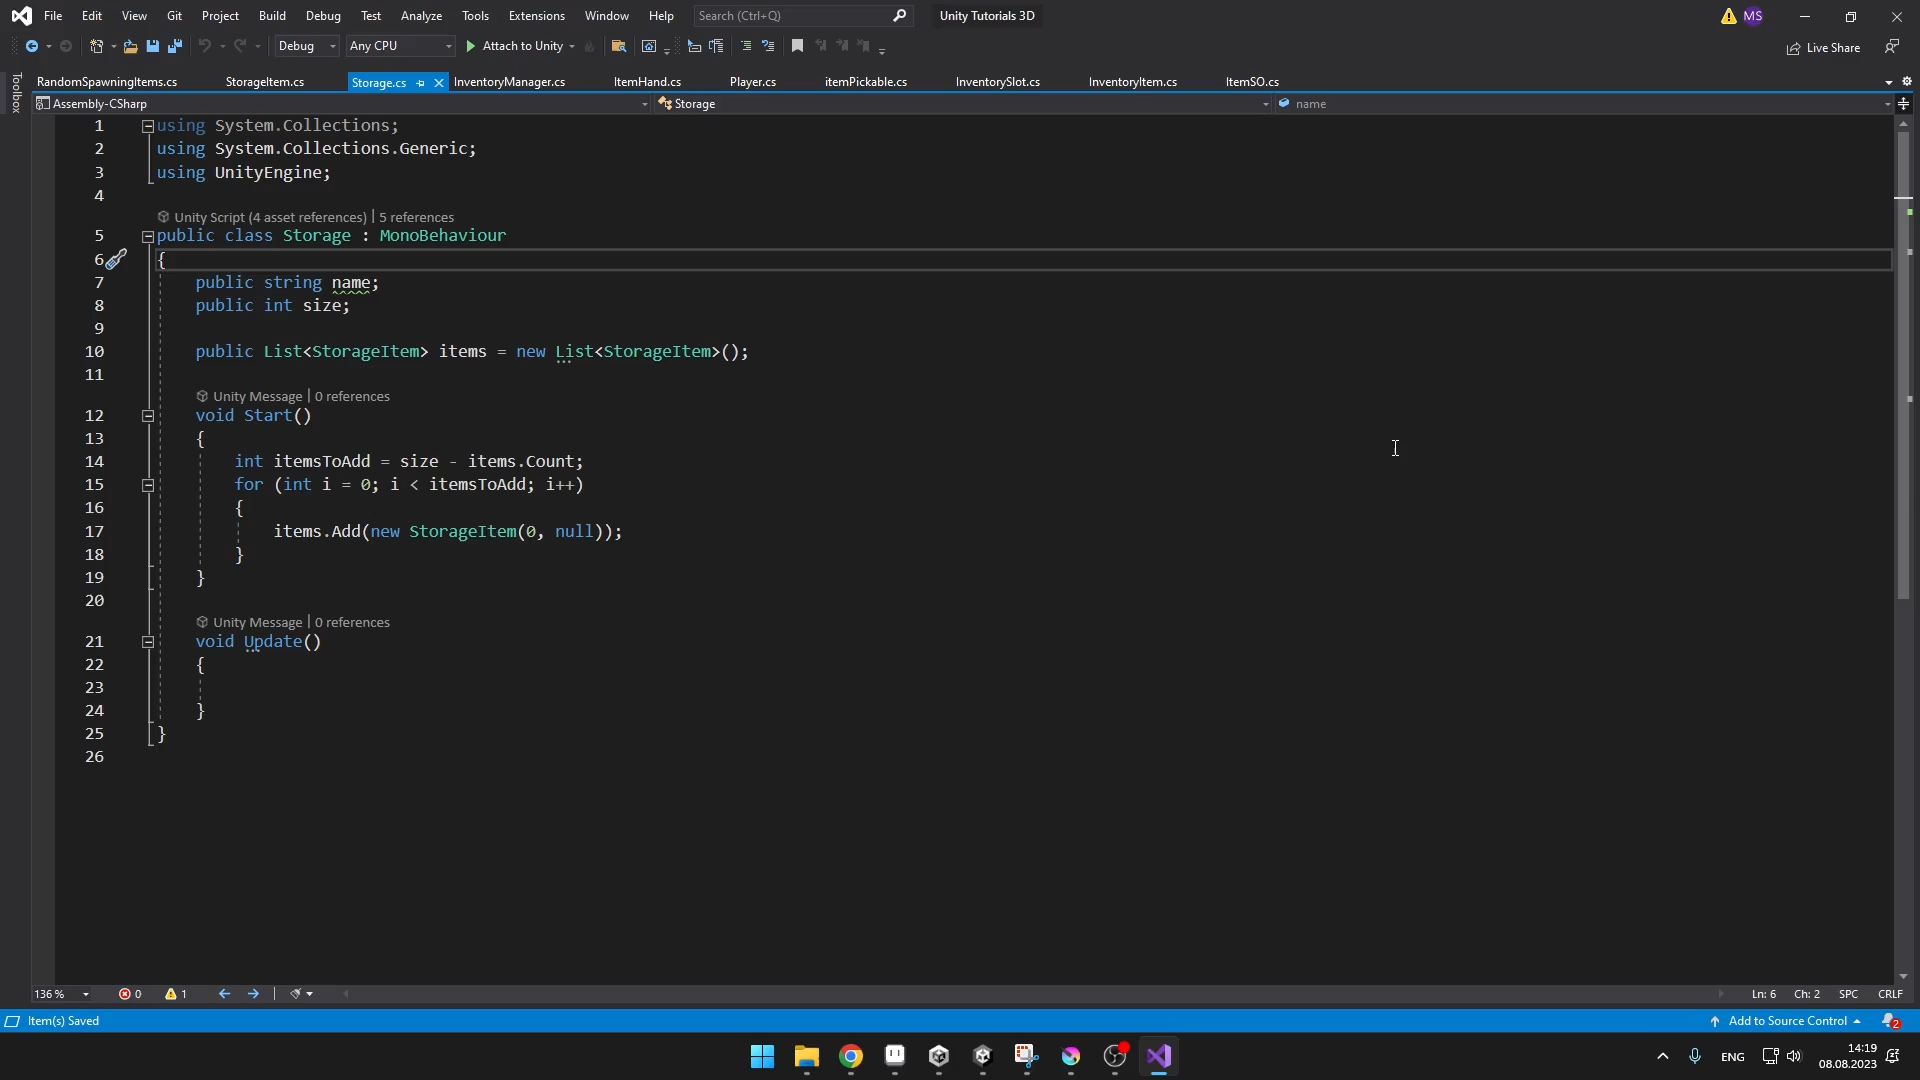 File Edit View Git Project Build Debug Test Analyze Tools Extensions Window Help Search (Ctrl+Q) Unity Tutorials 3D MS
Debug Any CPU Attach to Unity Live Share
Toolbox
RandomSpawningItems.cs StorageItem.cs Storage.cs InventoryManager.cs ItemHand.cs Player.cs itemPickable.cs InventorySlot.cs InventoryItem.cs ItemSO.cs
Assembly-CSharp Storage name
1 using System.Collections;
2 using System.Collections.Generic;
3 using UnityEngine;
4
Unity Script (4 asset references) | 5 references
5 public class Storage : MonoBehaviour
6 {
7 public string name;
8 public int size;
9
10 public List<StorageItem> items = new List<StorageItem>();
11
Unity Message | 0 references
12 void Start()
13 {
14 int itemsToAdd = size - items.Count;
15 for (int i = 0; i < itemsToAdd; i++)
16 {
17 items.Add(new StorageItem(0, null));
18 }
19 }
20
Unity Message | 0 references
21 void Update()
22 {
23
24 }
25 }
26
136 % 0 1 Ln: 6 Ch: 2 SPC CRLF
Item(s) Saved Add to Source Control 2
ENG 14:19
08.08.2023